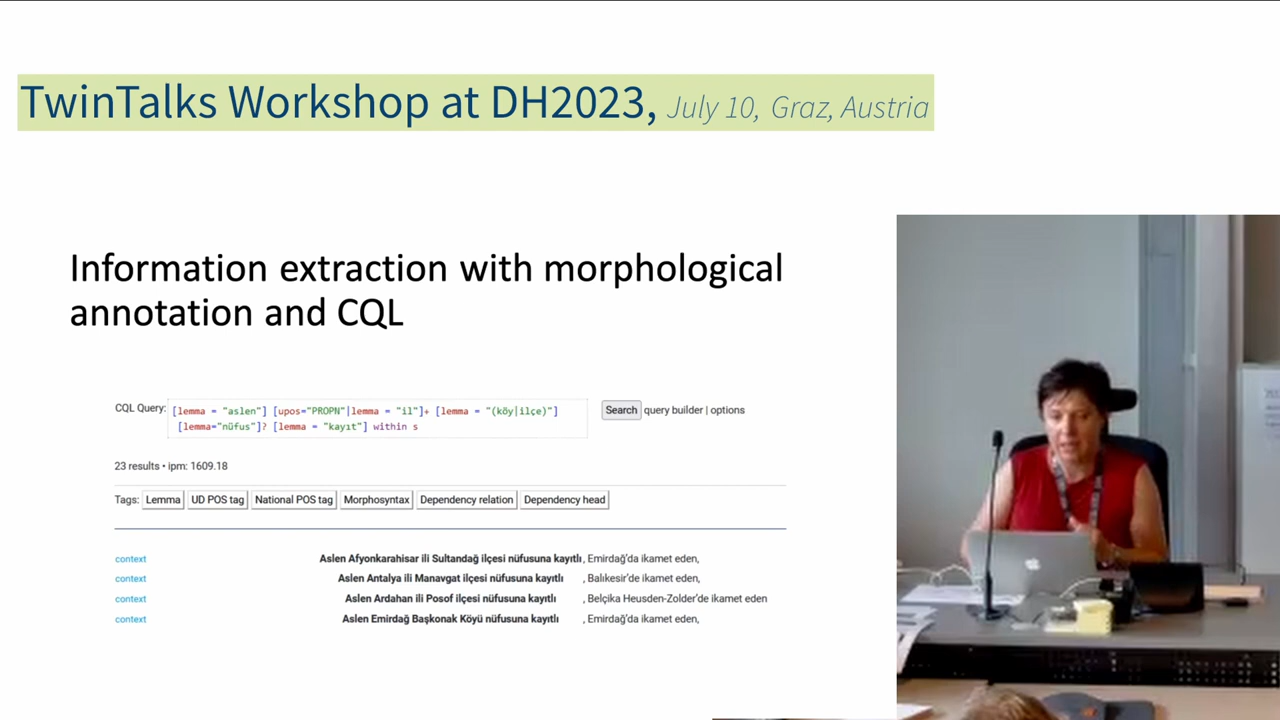 TwinTalks Workshop at DH2023, July 10, Graz, Austria
Information extraction with morphological
annotation and CQL
CQL Query: [lemma = "aslen"] [upos="PROPN"|lemma = "il"]+ [lemma = "(köy|ilçe)"] Search query builder | options
[lemma="nüfus"]? [lemma = "kayıt"] within s
23 results • ipm: 1609.18
Tags: Lemma UD POS tag National POS tag Morphosyntax Dependency relation Dependency head
context Aslen Afyonkarahisar ili Sultandağ ilçesi nüfusuna kayıtlı , Emirdağ'da ikamet eden,
context Aslen Antalya ili Manavgat ilçesi nüfusuna kayıtlı , Balıkesir'de ikamet eden,
context Aslen Ardahan ili Posof ilçesi nüfusuna kayıtlı , Belçika Heusden-Zolder'de ikamet eden
context Aslen Emirdağ Başkonak Köyü nüfusuna kayıtlı , Emirdağ'da ikamet eden,